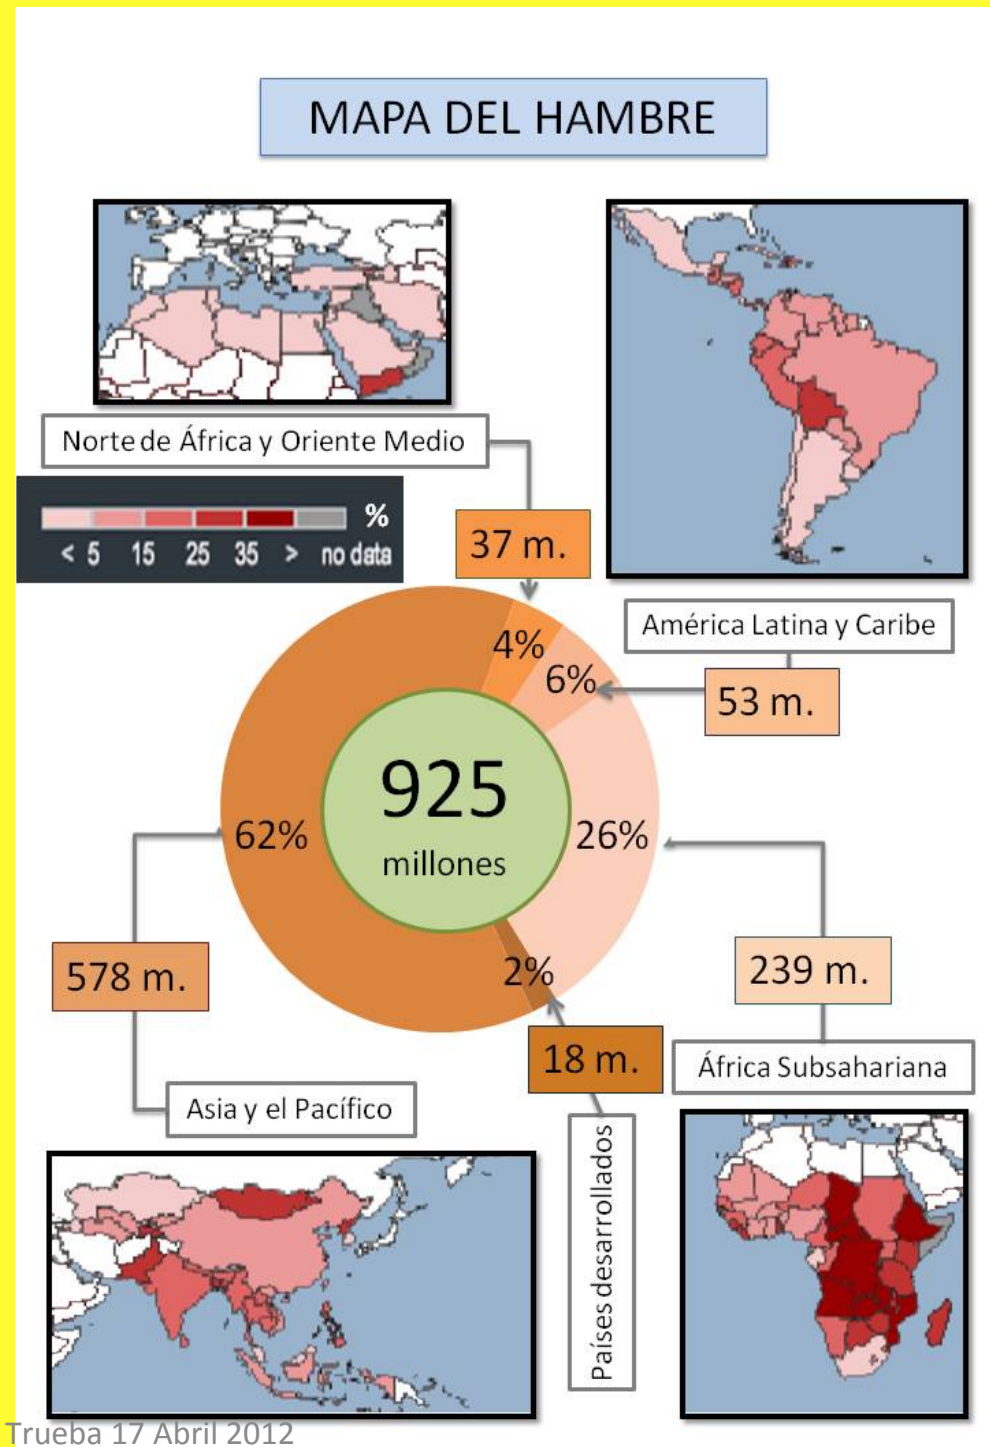 MAPA DEL HAMBRE
Norte de África y Oriente Medio
%
< 5 15 25 35 > no data
37 m.
América Latina y Caribe
53 m.
4%
6%
925
millones
62%
26%
2%
578 m.
239 m.
18 m.
África Subsahariana
Asia y el Pacífico
Países desarrollados
Trueba 17 Abril 2012